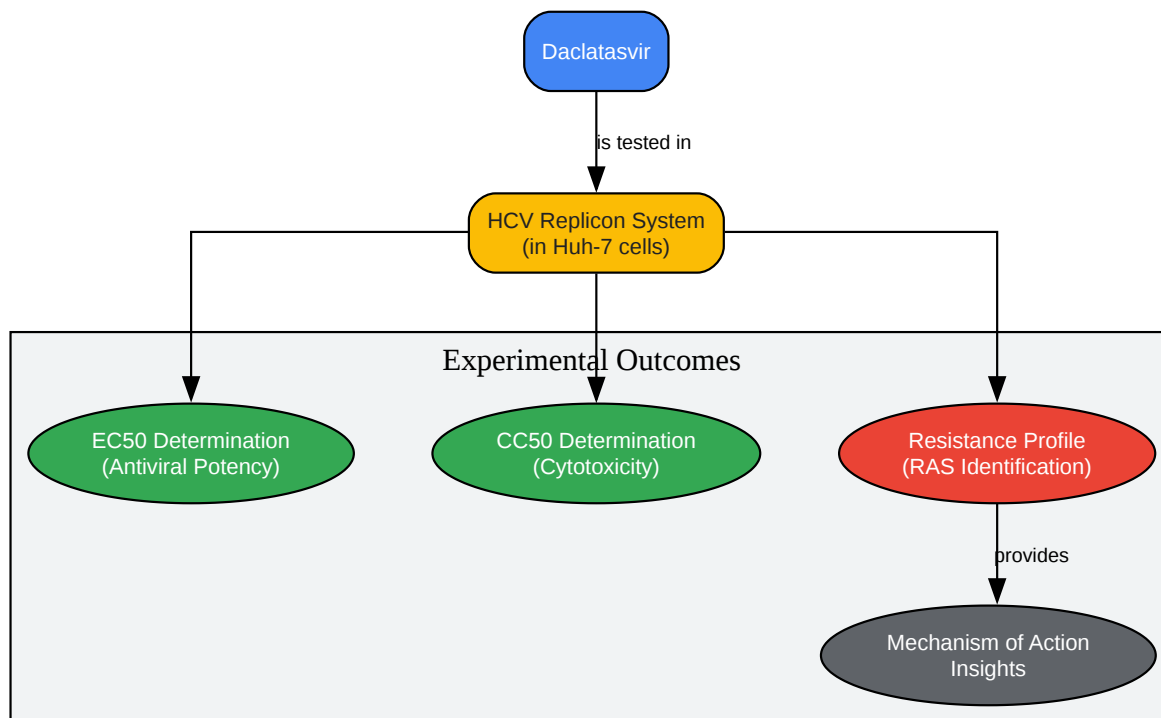 Daclatasvir
is tested in
HCV Replicon System
(in Huh-7 cells)
Experimental Outcomes
EC50 Determination
(Antiviral Potency)
CC50 Determination
(Cytotoxicity)
Resistance Profile
(RAS Identification)
provides
Mechanism of Action
Insights